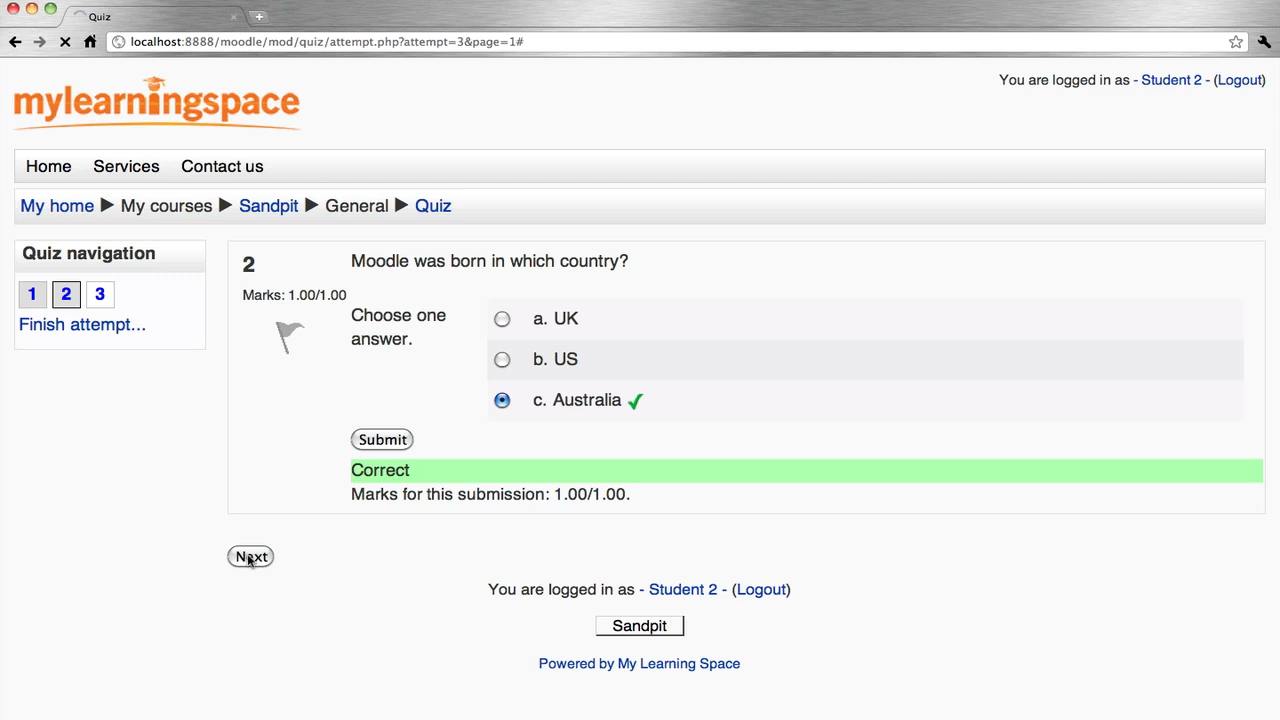 Quiz
localhost:8888/moodle/mod/quiz/attempt.php?attempt=3&page=1#
You are logged in as - Student 2 - (Logout)
mylearningspace
Home Services Contact us
My home ▶ My courses ▶ Sandpit ▶ General ▶ Quiz
Quiz navigation
1 2 3
Finish attempt...
2
Marks: 1.00/1.00
Moodle was born in which country?
Choose one
answer.
a. UK
b. US
c. Australia
Submit
Correct
Marks for this submission: 1.00/1.00.
Next
You are logged in as - Student 2 - (Logout)
Sandpit
Powered by My Learning Space